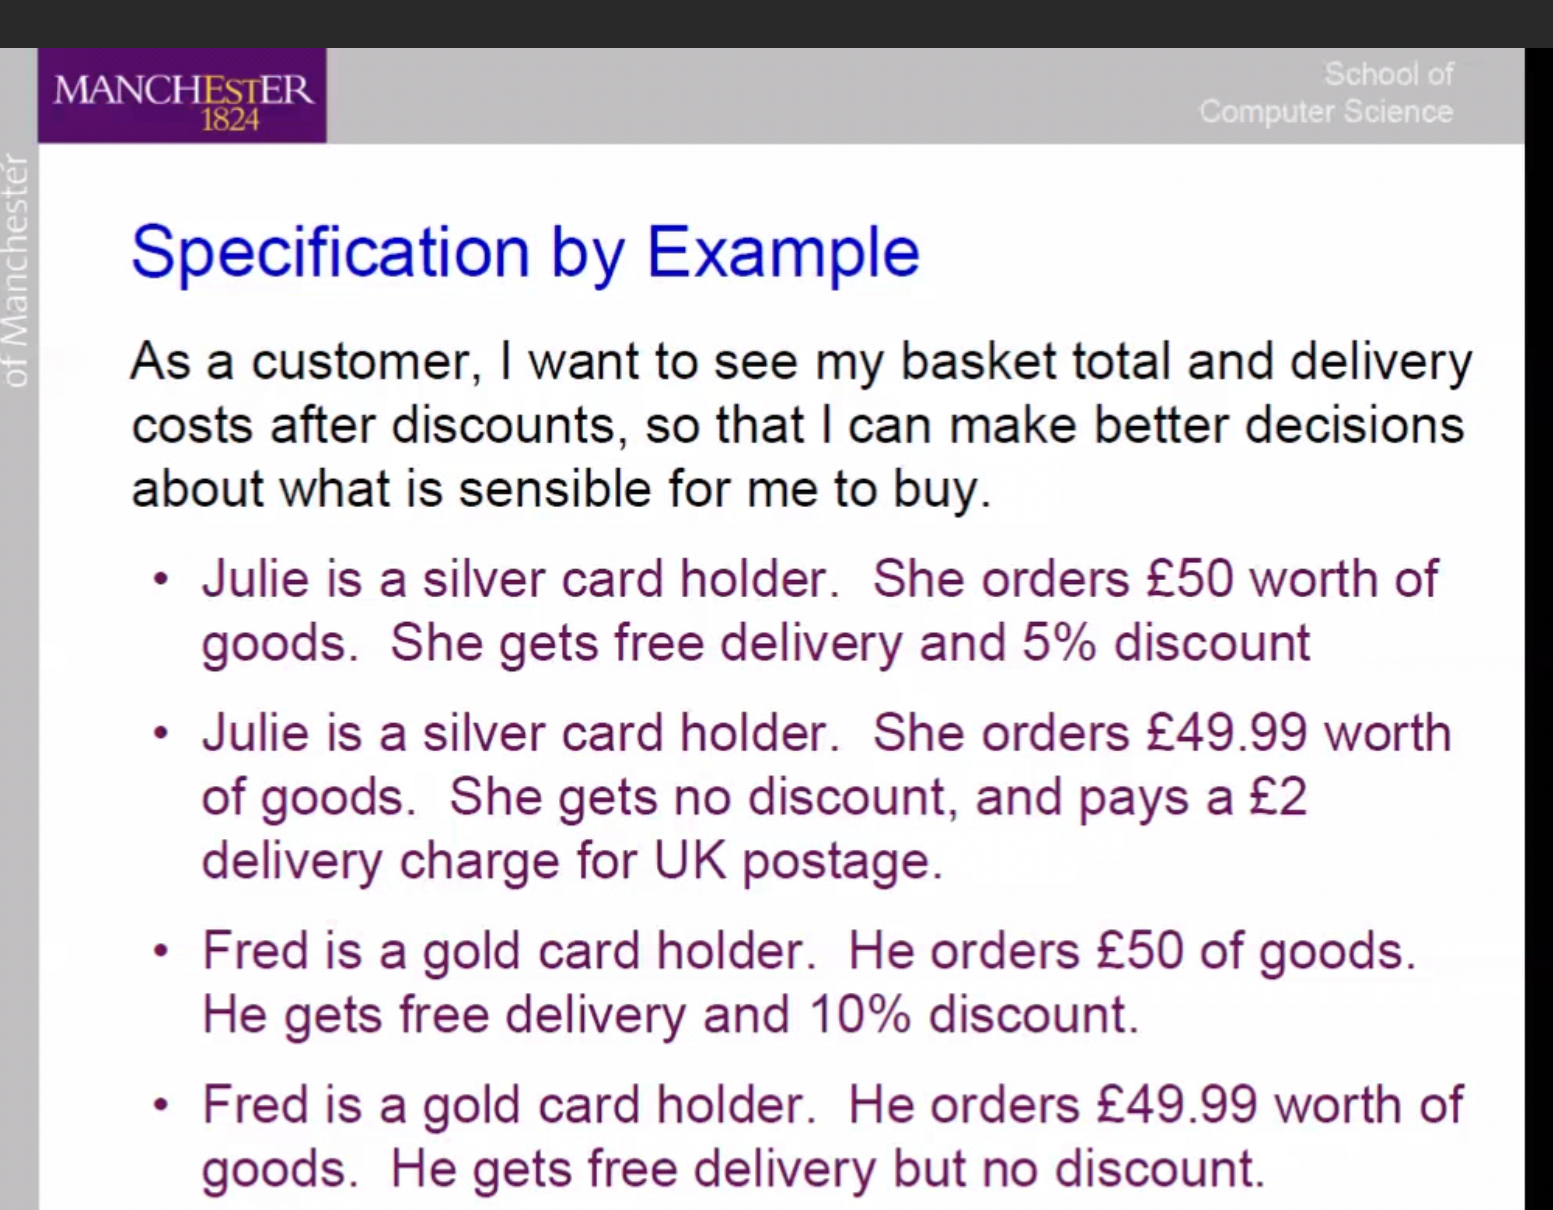 MANCHESTER
1824
School of
Computer Science
of Manchester
Specification by Example
As a customer, I want to see my basket total and delivery
costs after discounts, so that I can make better decisions
about what is sensible for me to buy.
• Julie is a silver card holder.  She orders £50 worth of
goods.  She gets free delivery and 5% discount
• Julie is a silver card holder.  She orders £49.99 worth
of goods.  She gets no discount, and pays a £2
delivery charge for UK postage.
• Fred is a gold card holder.  He orders £50 of goods.
He gets free delivery and 10% discount.
• Fred is a gold card holder.  He orders £49.99 worth of
goods.  He gets free delivery but no discount.